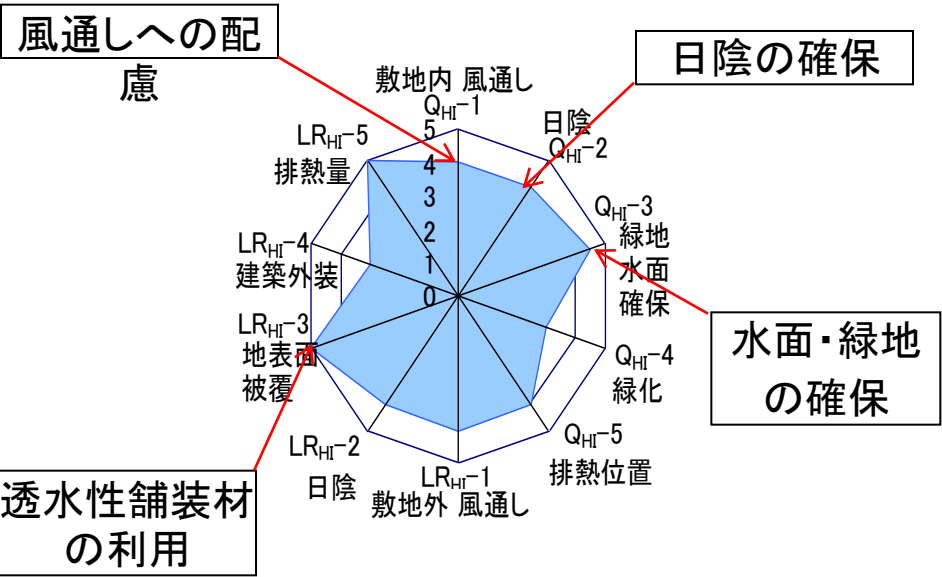 風通しへの配
慮
日陰の確保
敷地内 風通し
QHI-1
日陰
QHI-2
LRHI-5
排熱量
QHI-3
緑地
水面
確保
LRHI-4
建築外装
5
4
3
2
1
0
LRHI-3
地表面
被覆
QHI-4
緑化
水面・緑地
の確保
LRHI-2
日陰
LRHI-1
敷地外 風通し
QHI-5
排熱位置
透水性舗装材
の利用